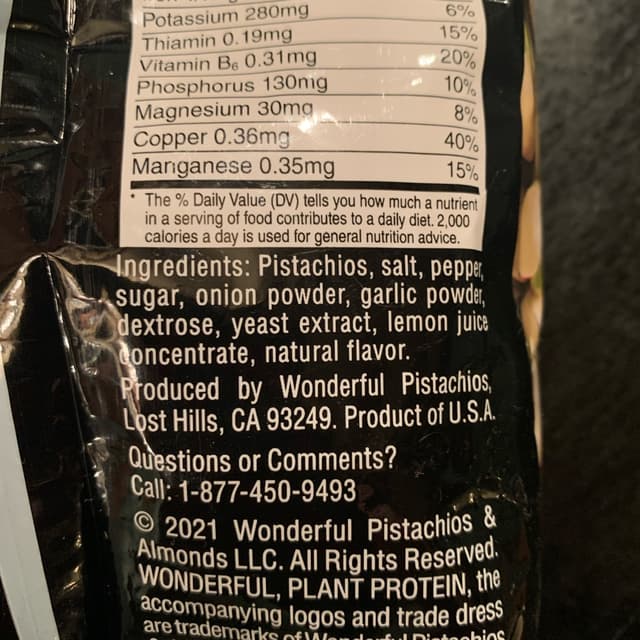 Potassium 280mg 6%
Thiamin 0.19mg 15%
Vitamin B6 0.31mg 20%
Phosphorus 130mg 10%
Magnesium 30mg 8%
Copper 0.36mg 40%
Manganese 0.35mg 15%
* The % Daily Value (DV) tells you how much a nutrient
in a serving of food contributes to a daily diet. 2,000
calories a day is used for general nutrition advice.
Ingredients: Pistachios, salt, pepper,
sugar, onion powder, garlic powder,
dextrose, yeast extract, lemon juice
concentrate, natural flavor.
Produced by Wonderful Pistachios,
Lost Hills, CA 93249. Product of U.S.A.
Questions or Comments?
Call: 1-877-450-9493
© 2021 Wonderful Pistachios &
Almonds LLC. All Rights Reserved.
WONDERFUL, PLANT PROTEIN, the
accompanying logos and trade dress
are trademarks of Wonderful Pistachios